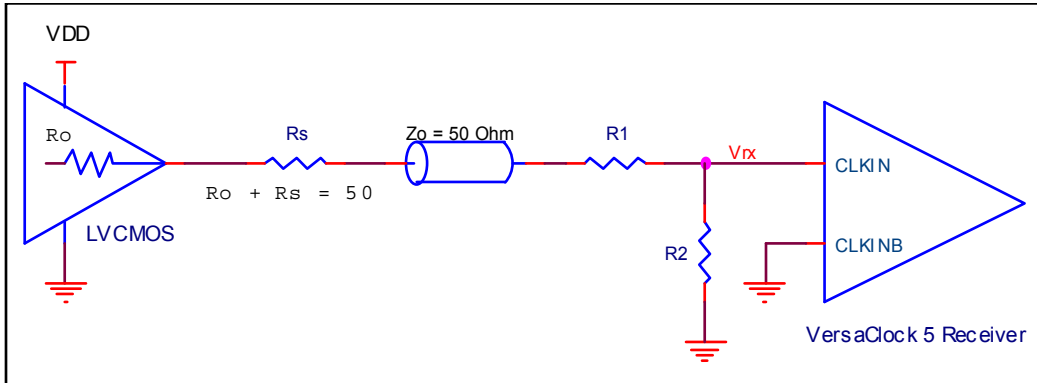 VDD
Ro
Rs
Zo = 50 Ohm
R1
Vrx
CLKIN
Ro + Rs = 50
LVCMOS
R2
CLKINB
VersaClock 5 Receiver